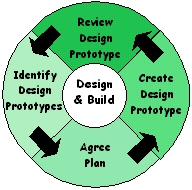 Review
Design
Prototype
Identify
Design
Prototypes
Design
& Build
Create
Design
Prototype
Agree
Plan